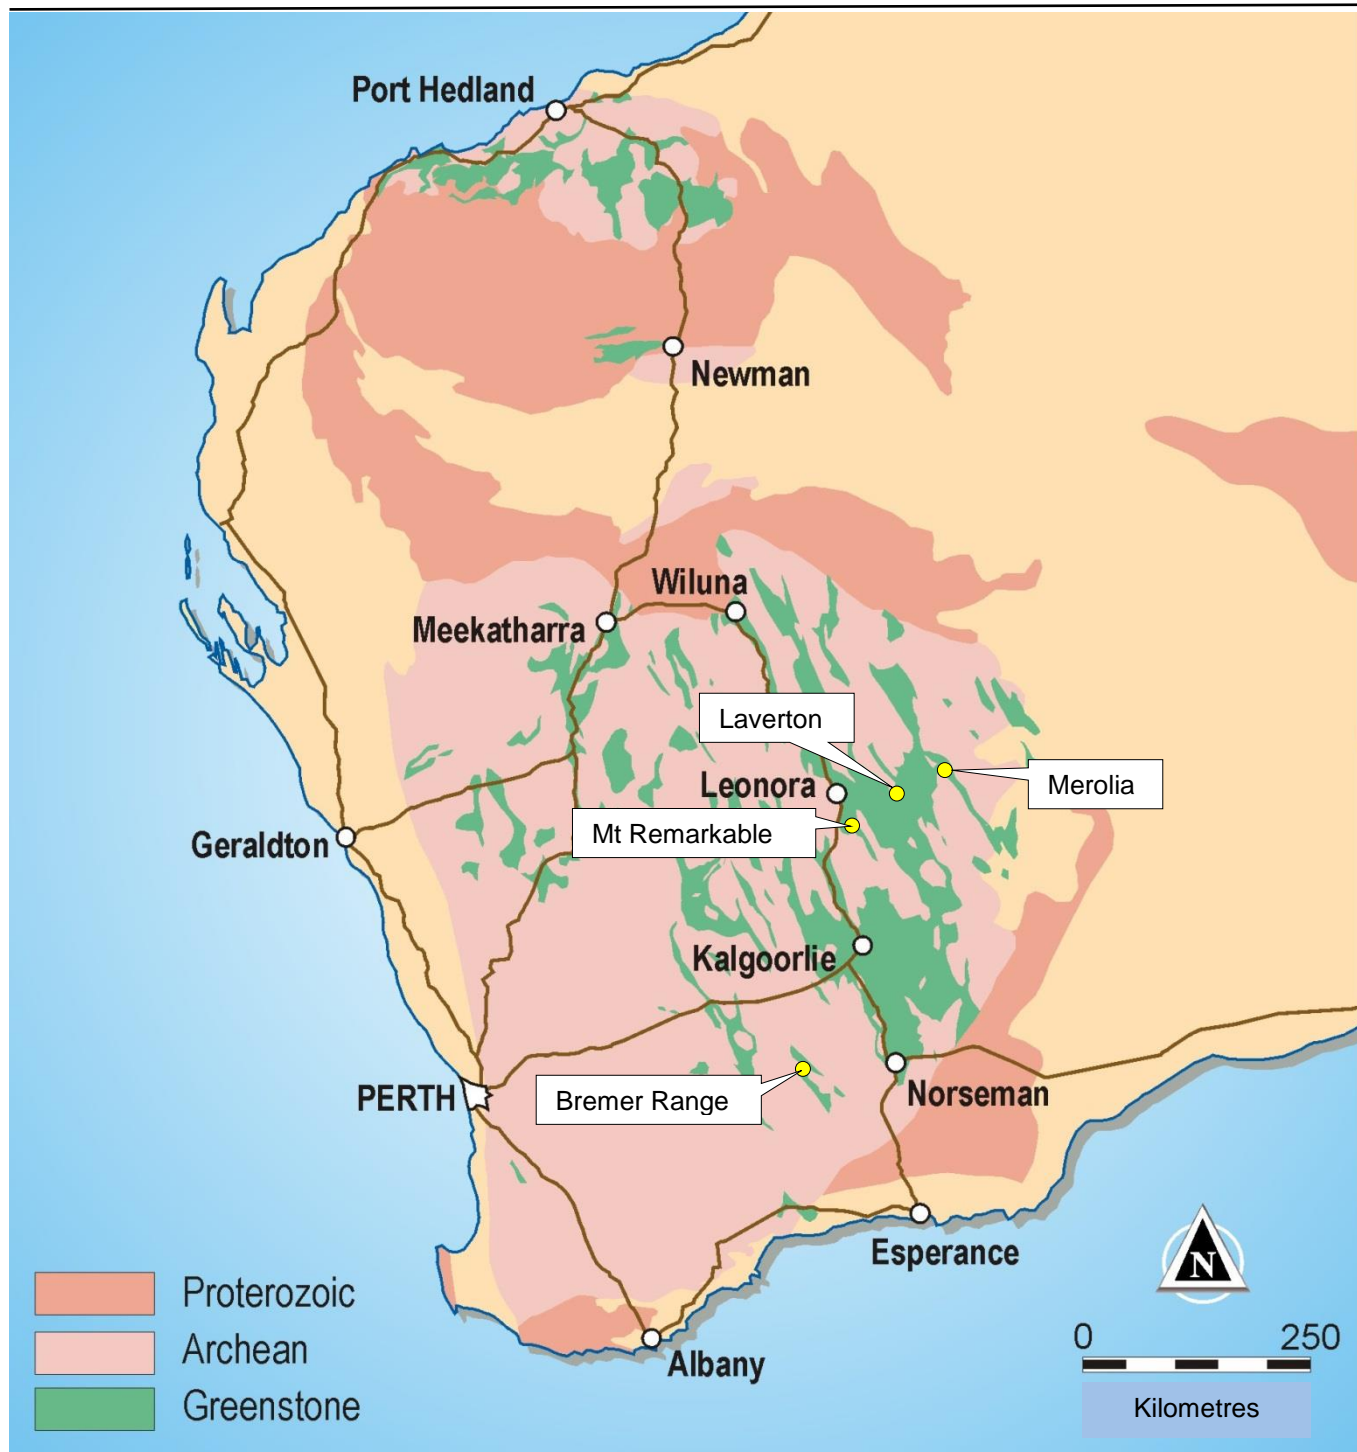 Port Hedland
Newman
Wiluna
Meekatharra
Laverton
Leonora
Merolia
Mt Remarkable
Geraldton
Kalgoorlie
PERTH
Bremer Range
Norseman
Esperance
N
Albany
Proterozoic
Archean
Greenstone
0 250
Kilometres